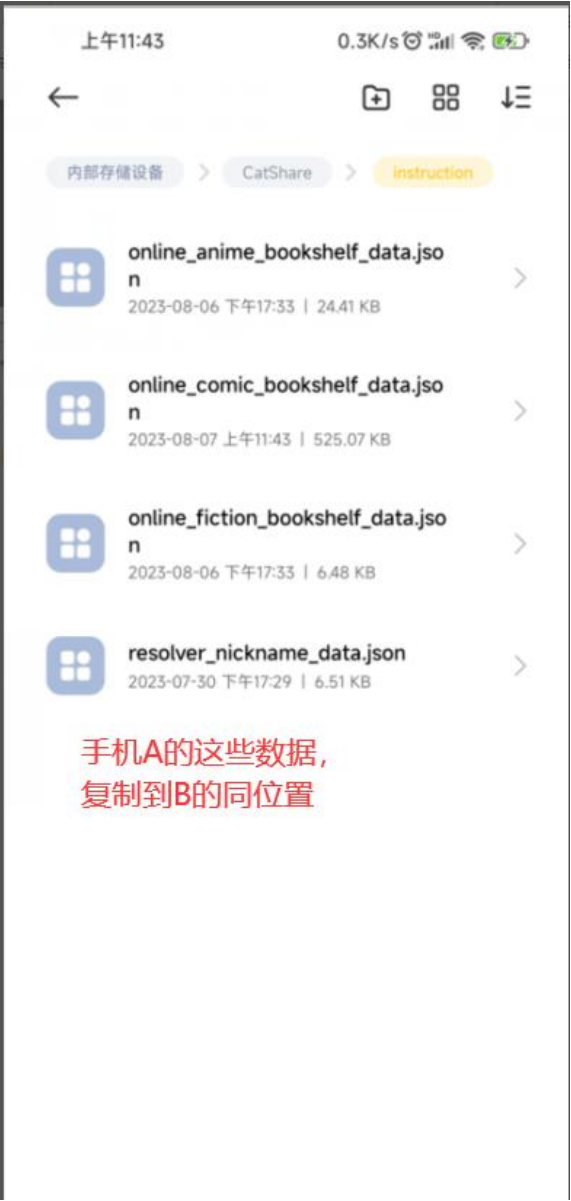 上午11:43
0.3K/s HD
内部存储设备 > CatShare > instruction
online_anime_bookshelf_data.jso
n
2023-08-06 下午17:33 | 24.41 KB
online_comic_bookshelf_data.jso
n
2023-08-07 上午11:43 | 525.07 KB
online_fiction_bookshelf_data.jso
n
2023-08-06 下午17:33 | 6.48 KB
resolver_nickname_data.json
2023-07-30 下午17:29 | 6.51 KB
手机A的这些数据,
复制到B的同位置